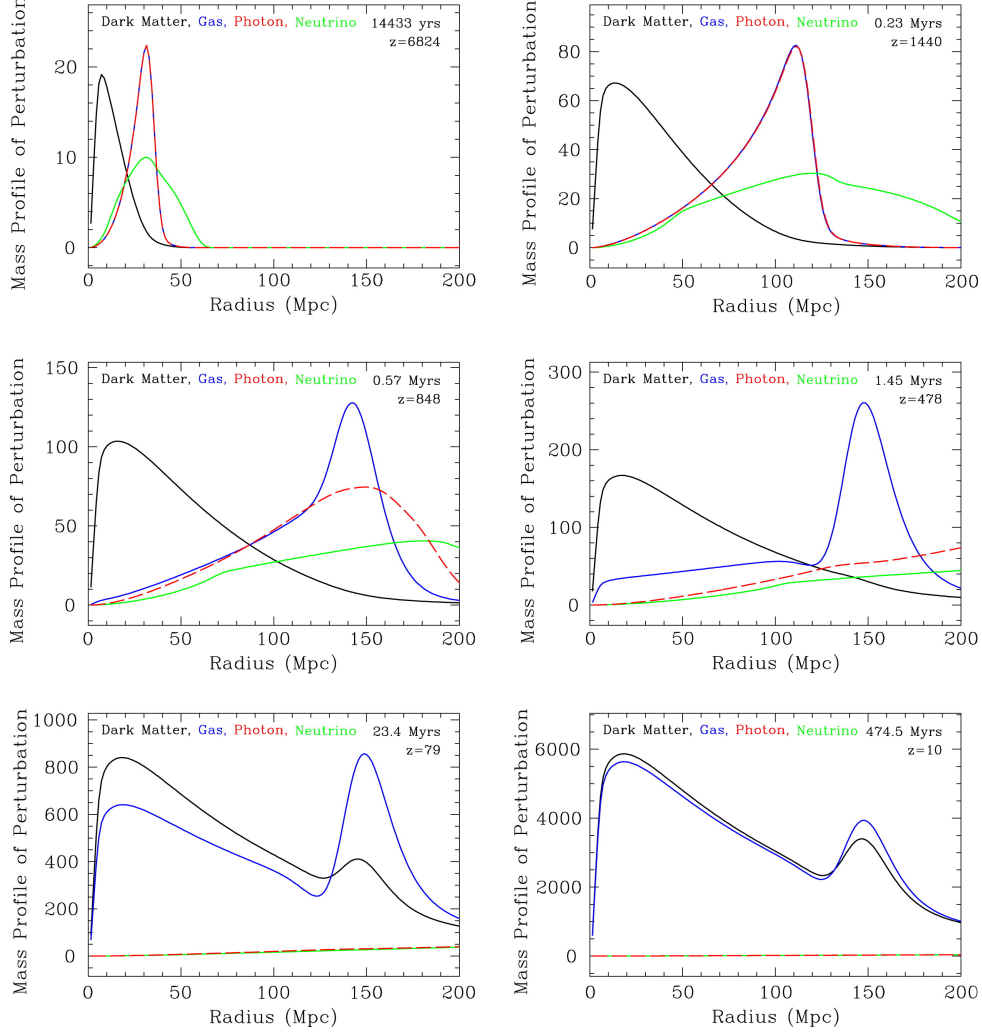 Dark Matter, Gas, Photon, Neutrino 14433 yrs
z=6824
Mass Profile of Perturbation
20
10
0
0 50 100 150 200
Radius (Mpc)
Dark Matter, Gas, Photon, Neutrino 0.23 Myrs
z=1440
Mass Profile of Perturbation
80
60
40
20
0
0 50 100 150 200
Radius (Mpc)
Dark Matter, Gas, Photon, Neutrino 0.57 Myrs
z=848
Mass Profile of Perturbation
150
100
50
0
0 50 100 150 200
Radius (Mpc)
Dark Matter, Gas, Photon, Neutrino 1.45 Myrs
z=478
Mass Profile of Perturbation
300
200
100
0
0 50 100 150 200
Radius (Mpc)
Dark Matter, Gas, Photon, Neutrino 23.4 Myrs
z=79
Mass Profile of Perturbation
1000
800
600
400
200
0
0 50 100 150 200
Radius (Mpc)
Dark Matter, Gas, Photon, Neutrino 474.5 Myrs
z=10
Mass Profile of Perturbation
6000
4000
2000
0
0 50 100 150 200
Radius (Mpc)